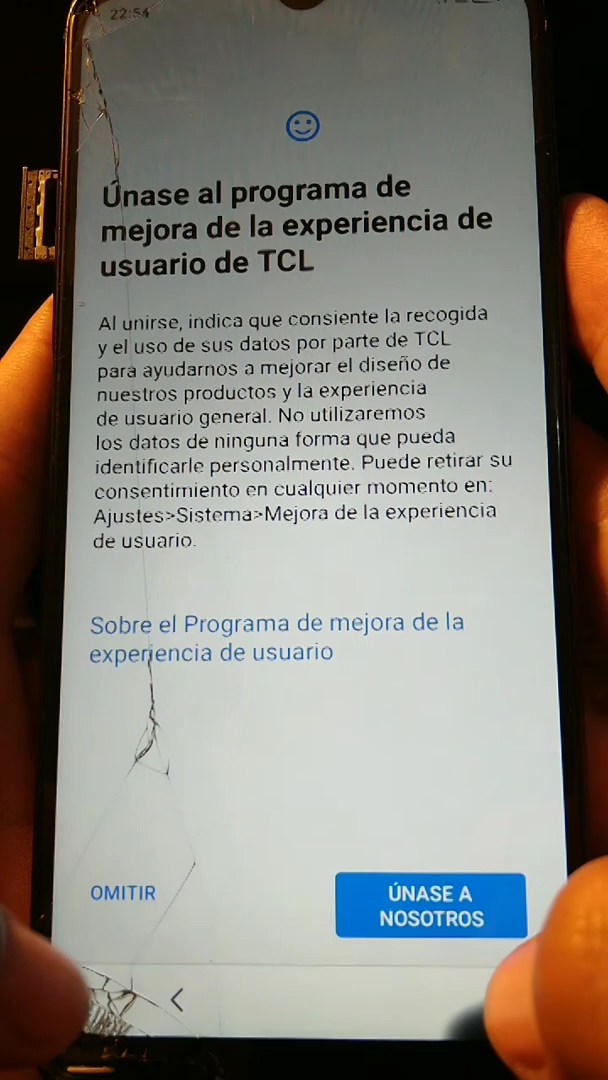 22:54
Únase al programa de
mejora de la experiencia de
usuario de TCL
Al unirse, indica que consiente la recogida
y el uso de sus datos por parte de TCL
para ayudarnos a mejorar el diseño de
nuestros productos y la experiencia
de usuario general. No utilizaremos
los datos de ninguna forma que pueda
identificarle personalmente. Puede retirar su
consentimiento en cualquier momento en:
Ajustes>Sistema>Mejora de la experiencia
de usuario.
Sobre el Programa de mejora de la
experiencia de usuario
OMITIR
ÚNASE A
NOSOTROS